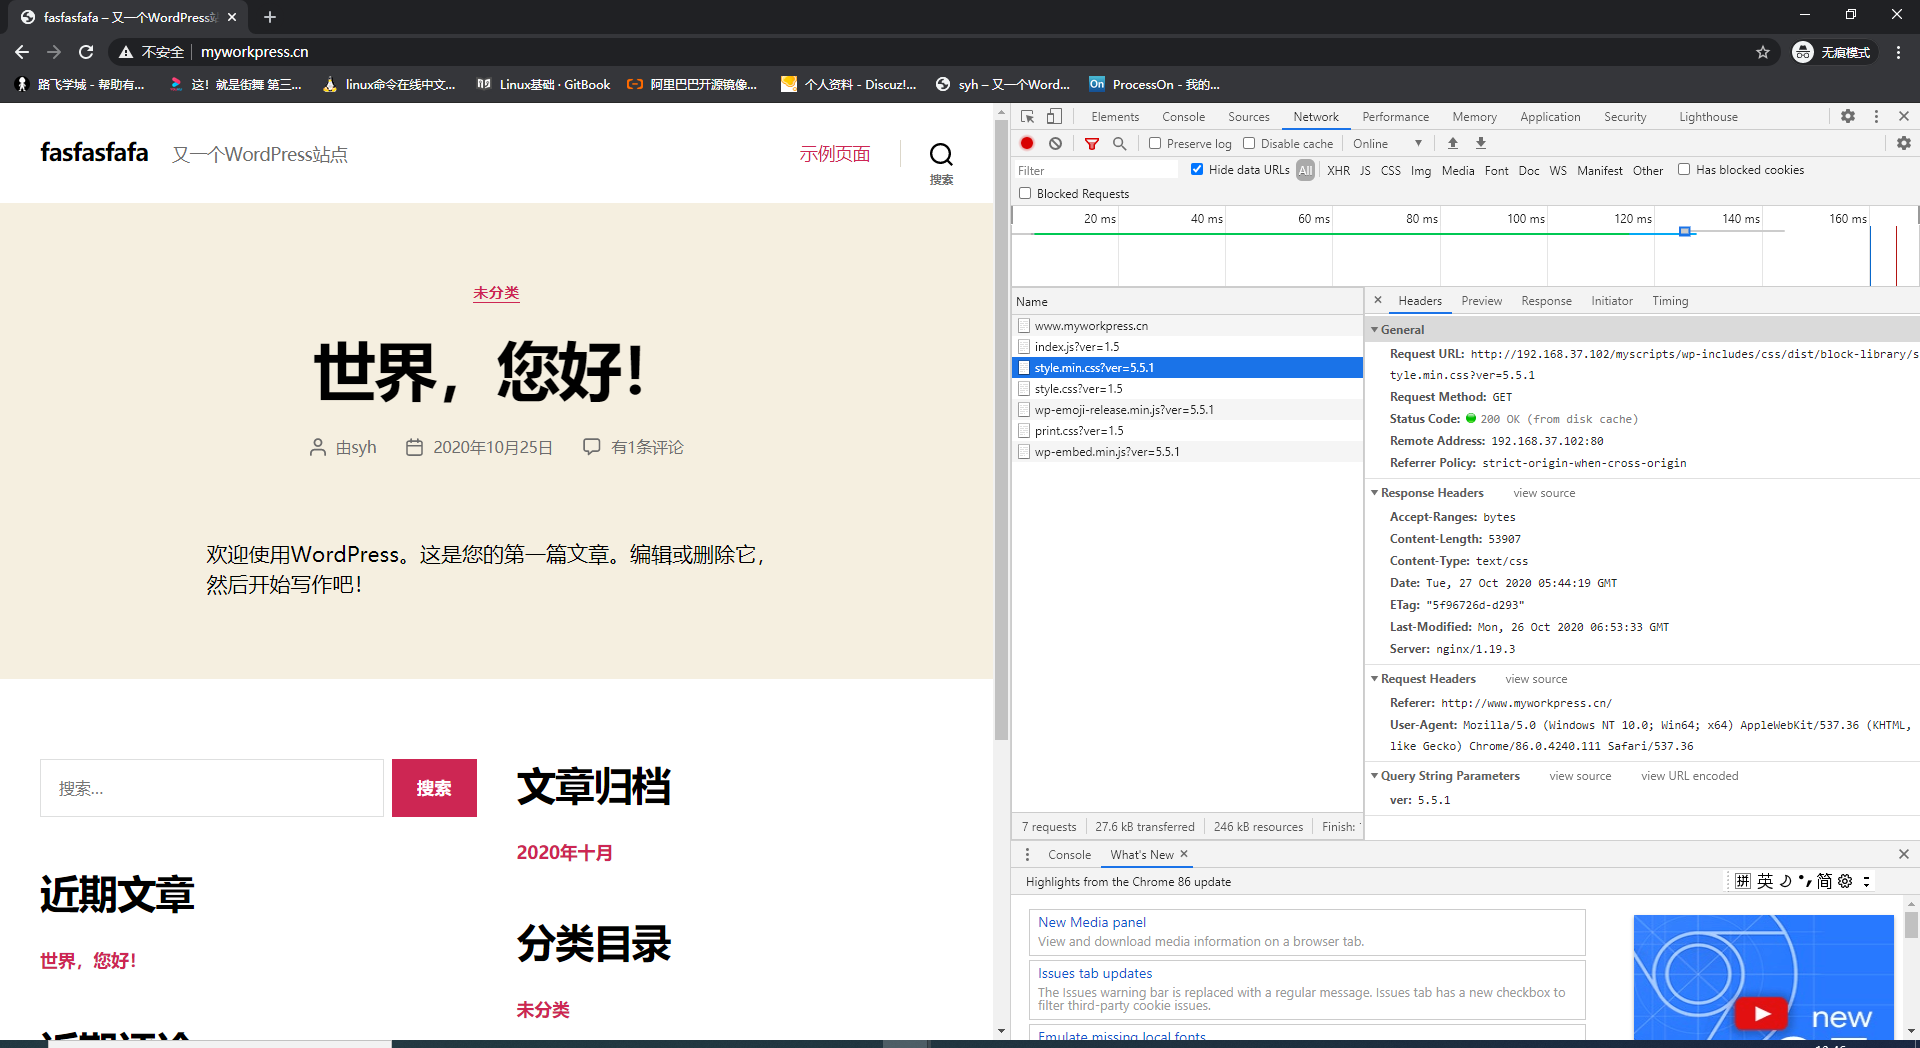 fasfasfafa – 又一个WordPress站
不安全
myworkpress.cn
无痕模式
路飞学城 - 帮助有...
这！就是街舞 第三...
linux命令在线中文...
Linux基础 · GitBook
阿里巴巴开源镜像...
个人资料 - Discuz!...
syh – 又一个Word...
On
ProcessOn - 我的...
fasfasfafa
又一个WordPress站点
示例页面
搜索
未分类
世界，您好！
由syh
2020年10月25日
有1条评论
欢迎使用WordPress。这是您的第一篇文章。编辑或删除它，
然后开始写作吧！
搜索...
搜索
近期文章
世界，您好！
近期评论
文章归档
2020年十月
分类目录
未分类
Elements
Console
Sources
Network
Performance
Memory
Application
Security
Lighthouse
Preserve log
Disable cache
Online
Filter
Hide data URLs
All
XHR
JS
CSS
Img
Media
Font
Doc
WS
Manifest
Other
Has blocked cookies
Blocked Requests
20 ms
40 ms
60 ms
80 ms
100 ms
120 ms
140 ms
160 ms
Name
www.myworkpress.cn
index.js?ver=1.5
style.min.css?ver=5.5.1
style.css?ver=1.5
wp-emoji-release.min.js?ver=5.5.1
print.css?ver=1.5
wp-embed.min.js?ver=5.5.1
7 requests
27.6 kB transferred
246 kB resources
Finish:
Headers
Preview
Response
Initiator
Timing
General
Request URL: http://192.168.37.102/myscripts/wp-includes/css/dist/block-library/s
tyle.min.css?ver=5.5.1
Request Method: GET
Status Code: 200 OK (from disk cache)
Remote Address: 192.168.37.102:80
Referrer Policy: strict-origin-when-cross-origin
Response Headers
view source
Accept-Ranges: bytes
Content-Length: 53907
Content-Type: text/css
Date: Tue, 27 Oct 2020 05:44:19 GMT
ETag: "5f96726d-d293"
Last-Modified: Mon, 26 Oct 2020 06:53:33 GMT
Server: nginx/1.19.3
Request Headers
view source
Referer: http://www.myworkpress.cn/
User-Agent: Mozilla/5.0 (Windows NT 10.0; Win64; x64) AppleWebKit/537.36 (KHTML,
like Gecko) Chrome/86.0.4240.111 Safari/537.36
Query String Parameters
view source
view URL encoded
ver: 5.5.1
Console
What's New
Highlights from the Chrome 86 update
拼 英 简
New Media panel
View and download media information on a browser tab.
Issues tab updates
The Issues warning bar is replaced with a regular message. Issues tab has a new checkbox to
filter third-party cookie issues.
Emulate missing local fonts
new